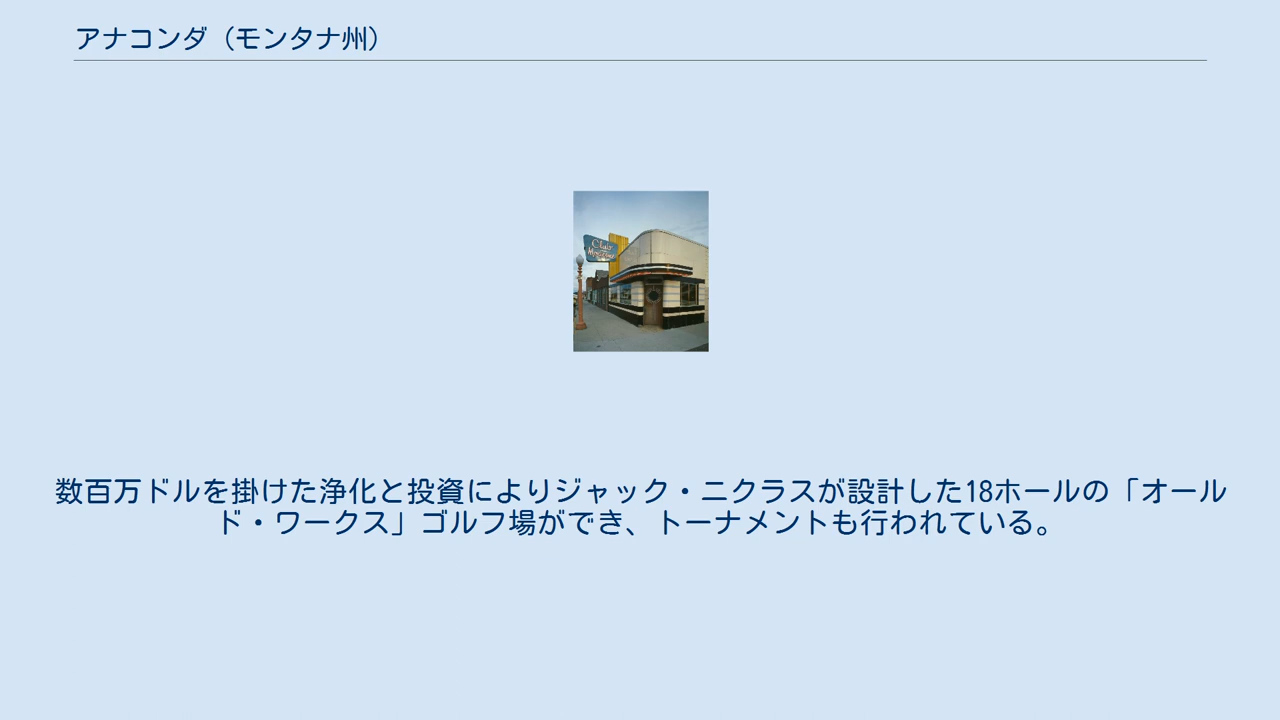 アナコンダ（モンタナ州）
Clair
数百万ドルを掛けた浄化と投資によりジャック・ニクラスが設計した18ホールの「オール
ド・ワークス」ゴルフ場ができ、トーナメントも行われている。